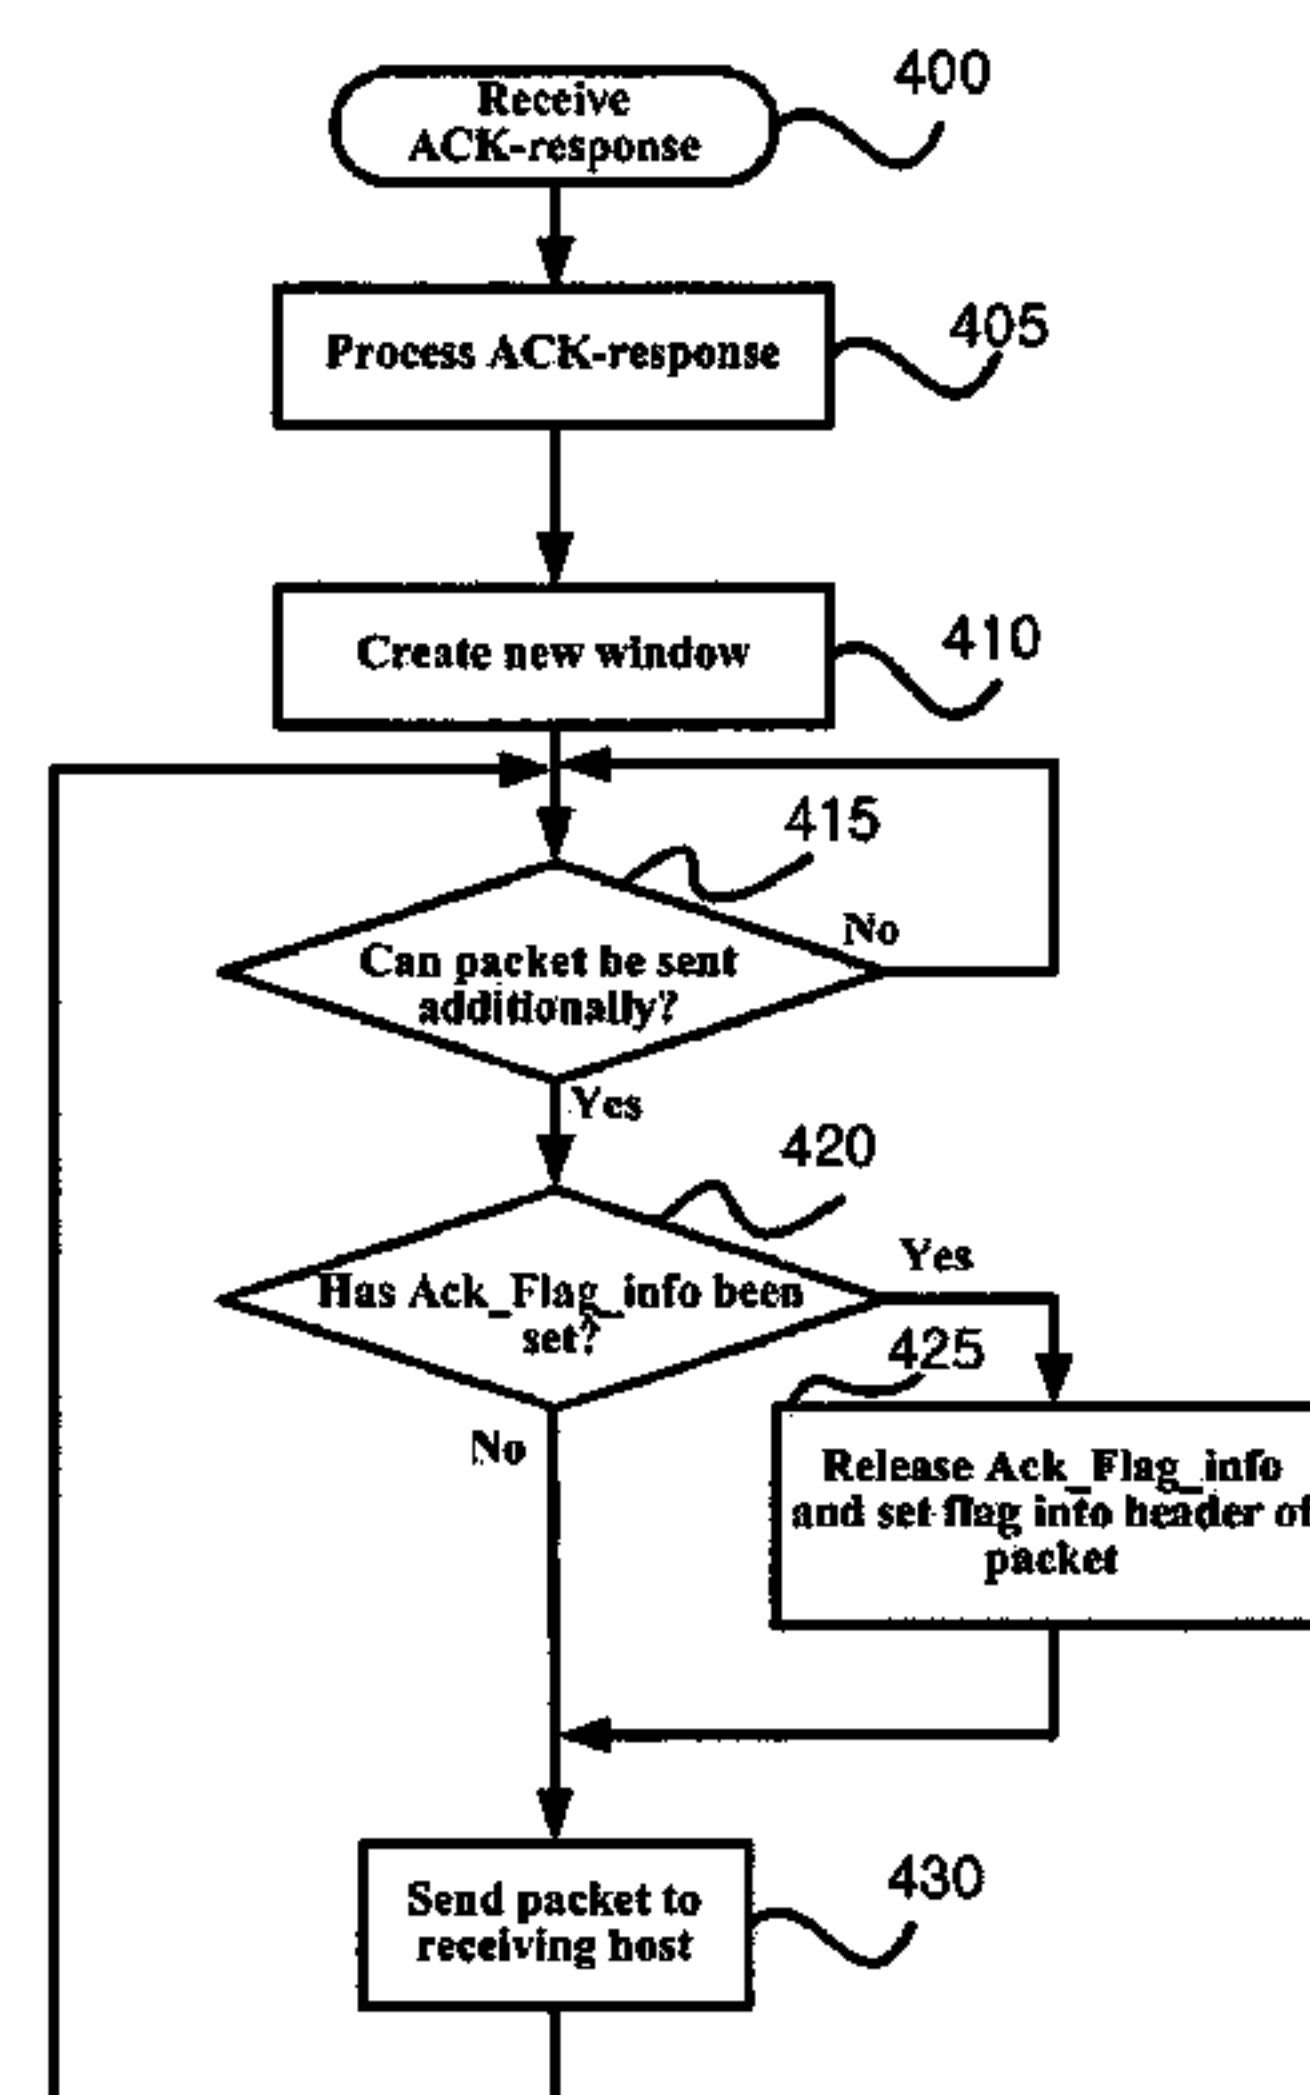 400
Receive
ACK-response
405
Process ACK-response
410
Create new window
415
No
Can packet be sent
additionally?
Yes
420
Yes
Has Ack_Flag_info been
set?
425
No
Release Ack_Flag_info
and set flag into header of
packet
430
Send packet to
receiving host